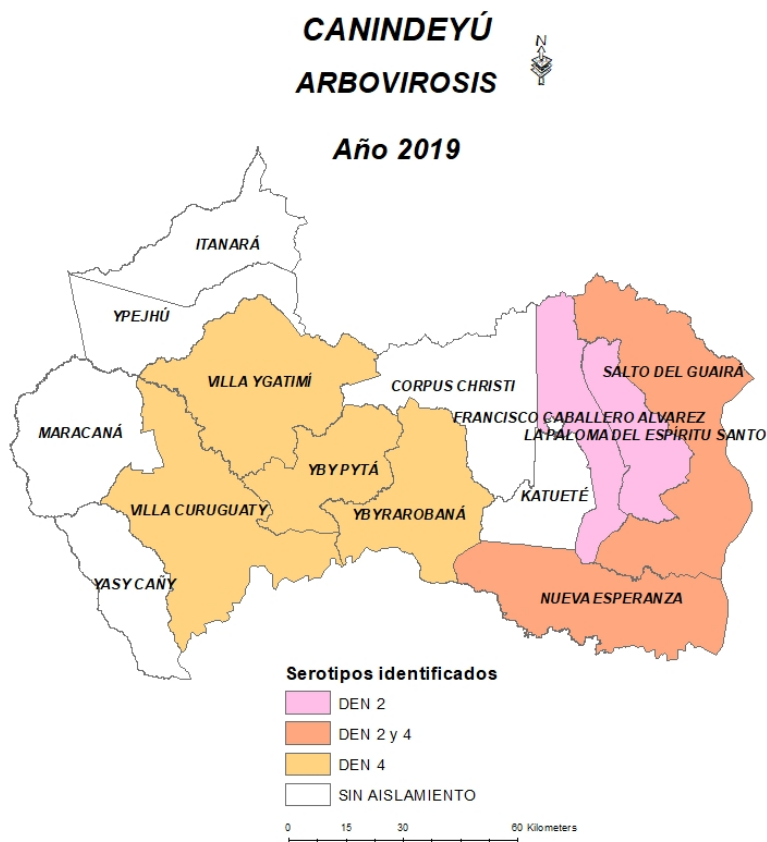 CANINDEYÚ
N
ARBOVIROSIS
Año 2019
ITANARÁ
YPEJHÚ
VILLA YGATIMÍ
CORPUS CHRISTI
SALTO DEL GUAIRÁ
FRANCISCO CABALLERO ALVAREZ
LA PALOMA DEL ESPÍRITU SANTO
MARACANÁ
YBY PYTÁ
KATUETÉ
VILLA CURUGUATY
YBYRAROBANÁ
YASY CAÑY
NUEVA ESPERANZA
Serotipos identificados
DEN 2
DEN 2 y 4
DEN 4
SIN AISLAMIENTO
0 15 30 60 Kilometers